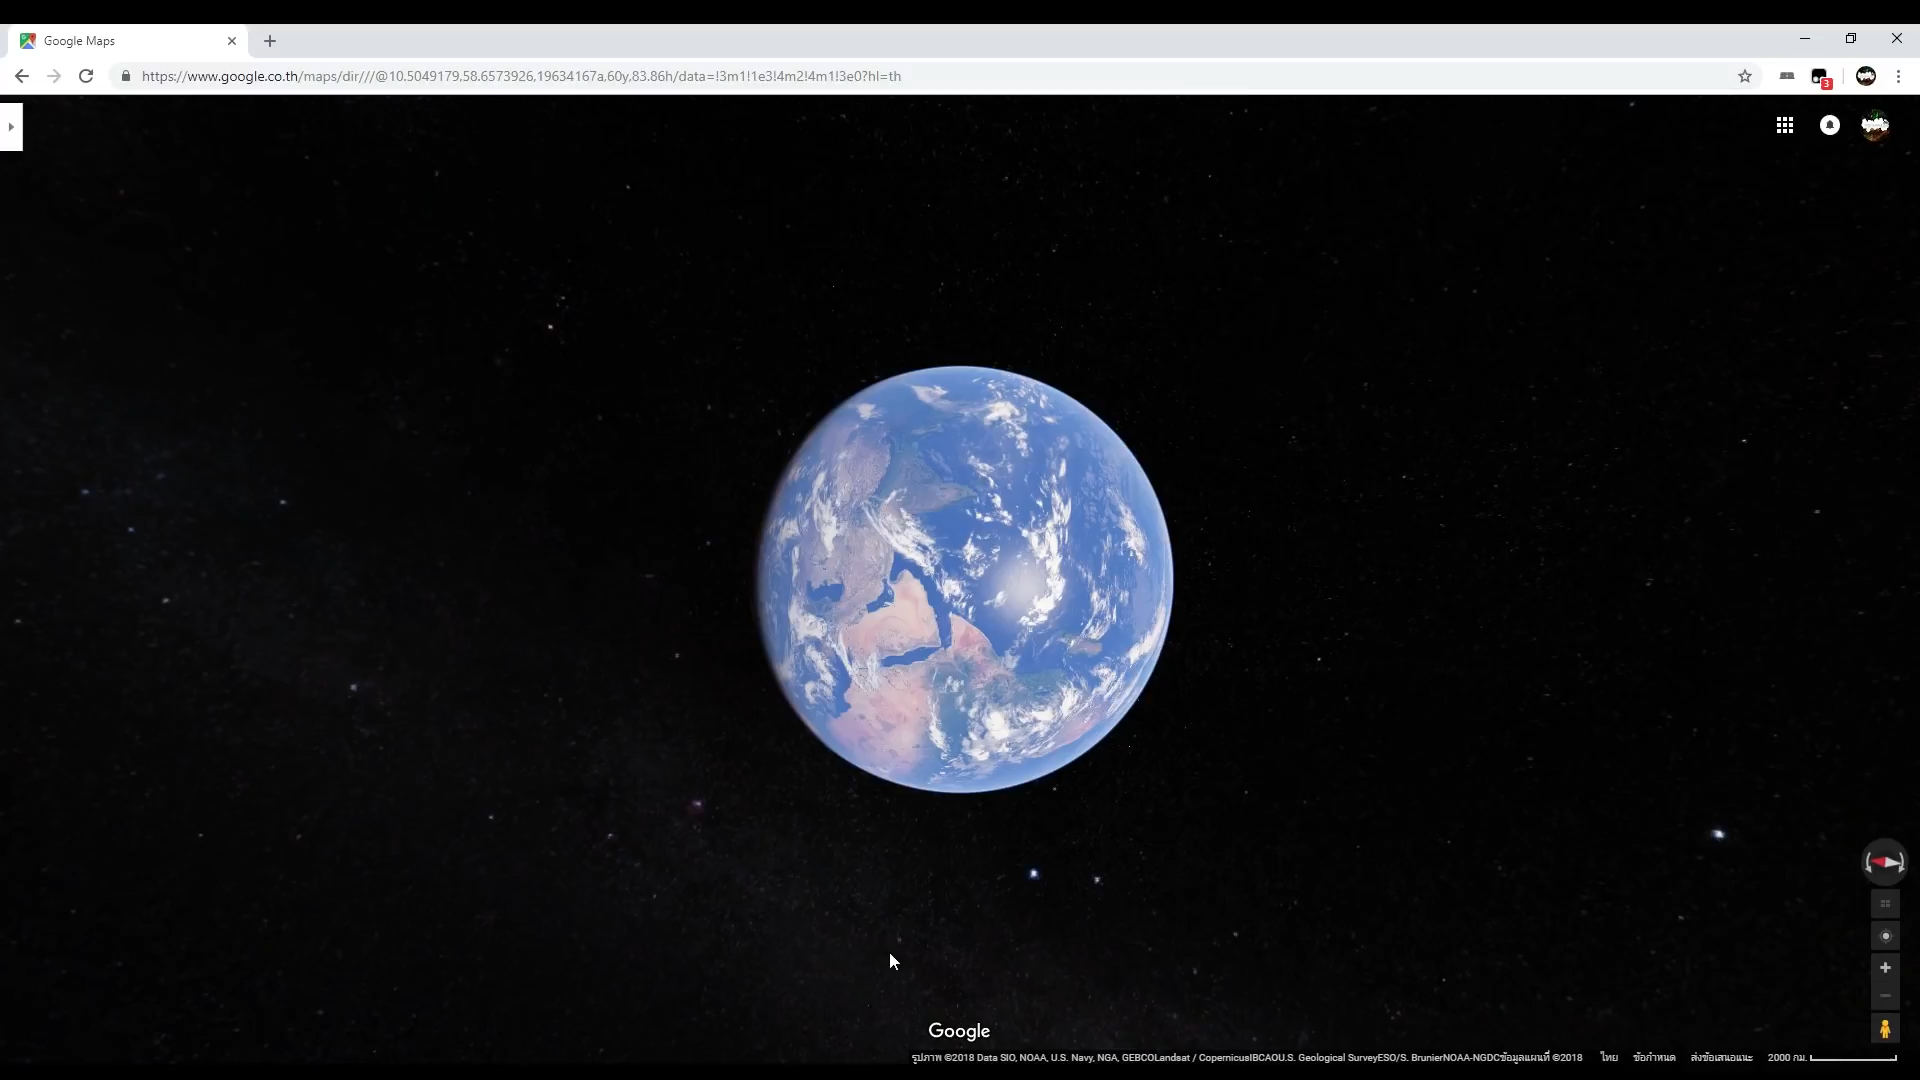 Google Maps
https://www.google.co.th/maps/dir///@10.5049179,58.6573926,19634167a,60y,83.86h/data=!3m1!1e3!4m2!4m1!3e0?hl=th
3
Google
รูปภาพ ©2018 Data SIO, NOAA, U.S. Navy, NGA, GEBCOLandsat / CopernicusIBCAOU.S. Geological SurveyESO/S. BrunierNOAA-NGDCข้อมูลแผนที่ ©2018 ไทย ข้อกำหนด ส่งข้อเสนอแนะ 2000 กม.